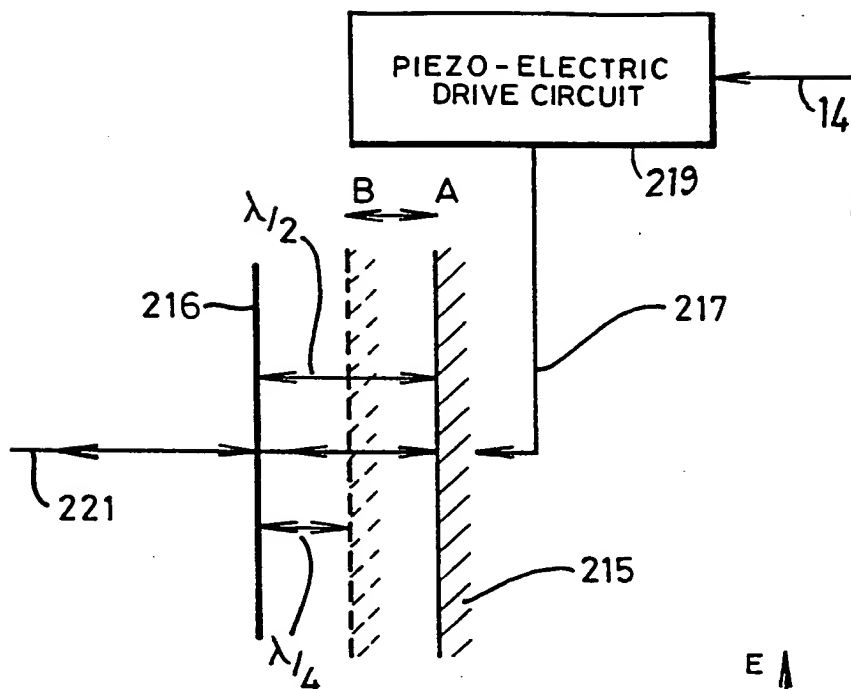 PIEZO-ELECTRIC
DRIVE CIRCUIT
14
219
B A
λ/2
216
217
221
215
λ/4
E